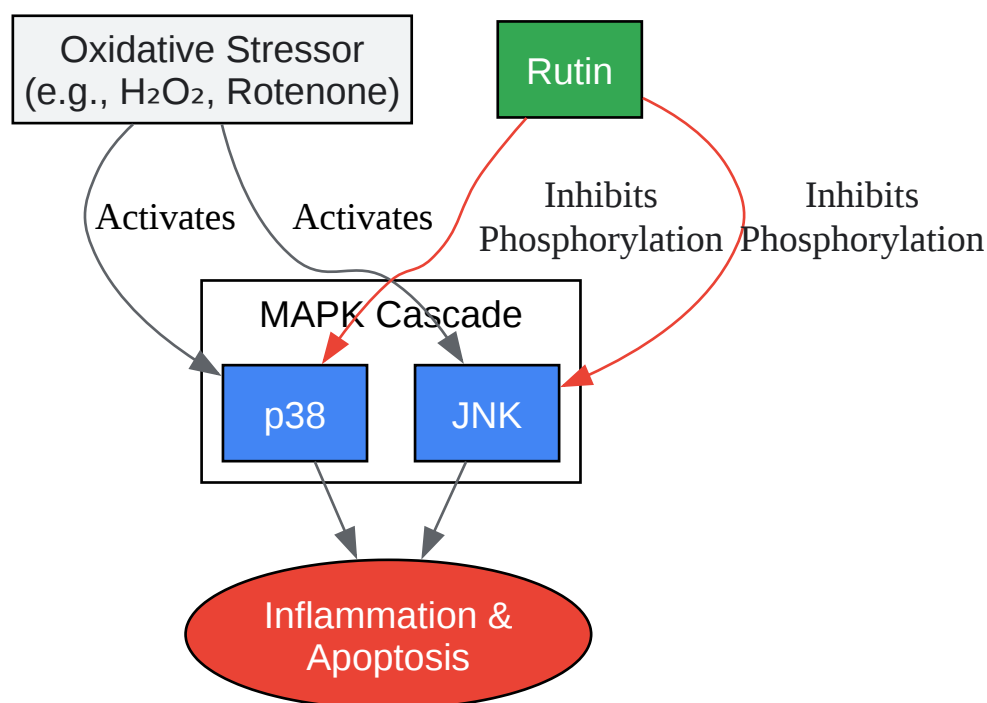 Oxidative Stressor
(e.g., H₂O₂, Rotenone)
Rutin
Activates
Activates
Inhibits
Phosphorylation
Inhibits
Phosphorylation
MAPK Cascade
p38
JNK
Inflammation &
Apoptosis